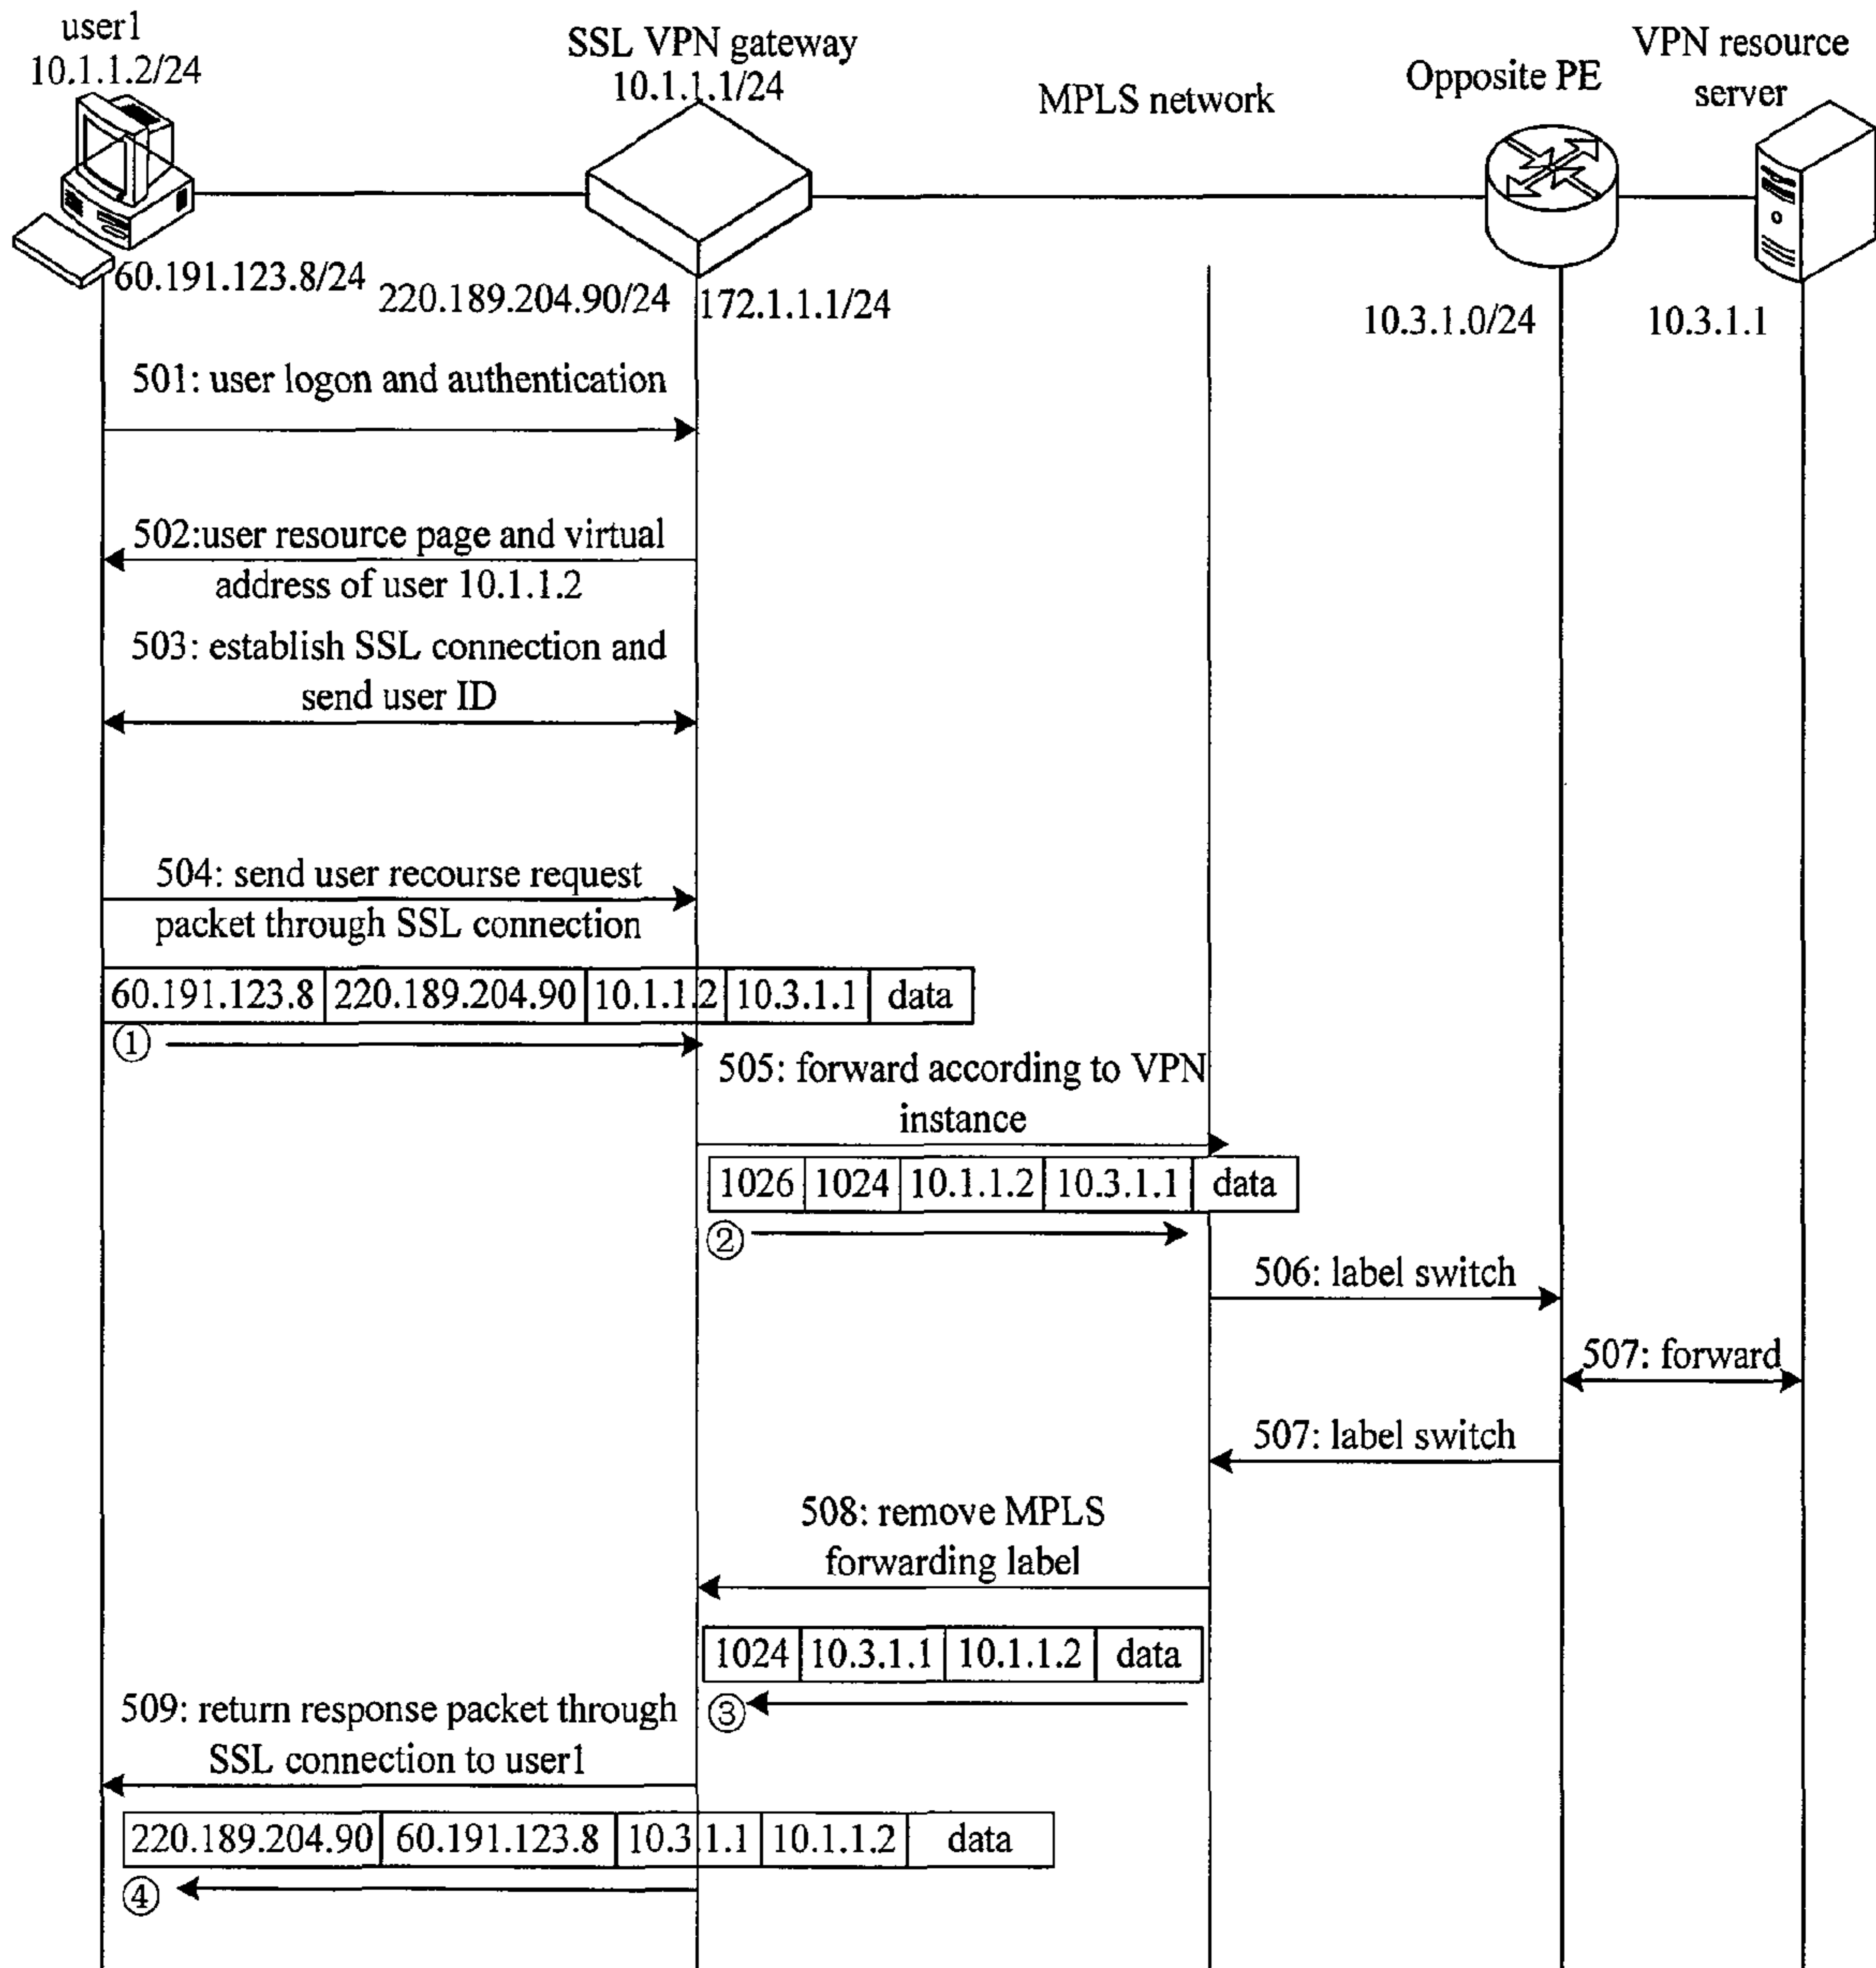 user1
10.1.1.2/24
SSL VPN gateway
10.1.1.1/24
MPLS network
Opposite PE
VPN resource
server
60.191.123.8/24
220.189.204.90/24
172.1.1.1/24
10.3.1.0/24
10.3.1.1
501: user logon and authentication
502:user resource page and virtual
address of user 10.1.1.2
503: establish SSL connection and
send user ID
504: send user recourse request
packet through SSL connection
60.191.123.8 220.189.204.90 10.1.1.2 10.3.1.1 data
①
505: forward according to VPN
instance
1026 1024 10.1.1.2 10.3.1.1 data
②
506: label switch
507: forward
507: label switch
508: remove MPLS
forwarding label
1024 10.3.1.1 10.1.1.2 data
③
509: return response packet through
SSL connection to user1
220.189.204.90 60.191.123.8 10.3.1.1 10.1.1.2 data
④